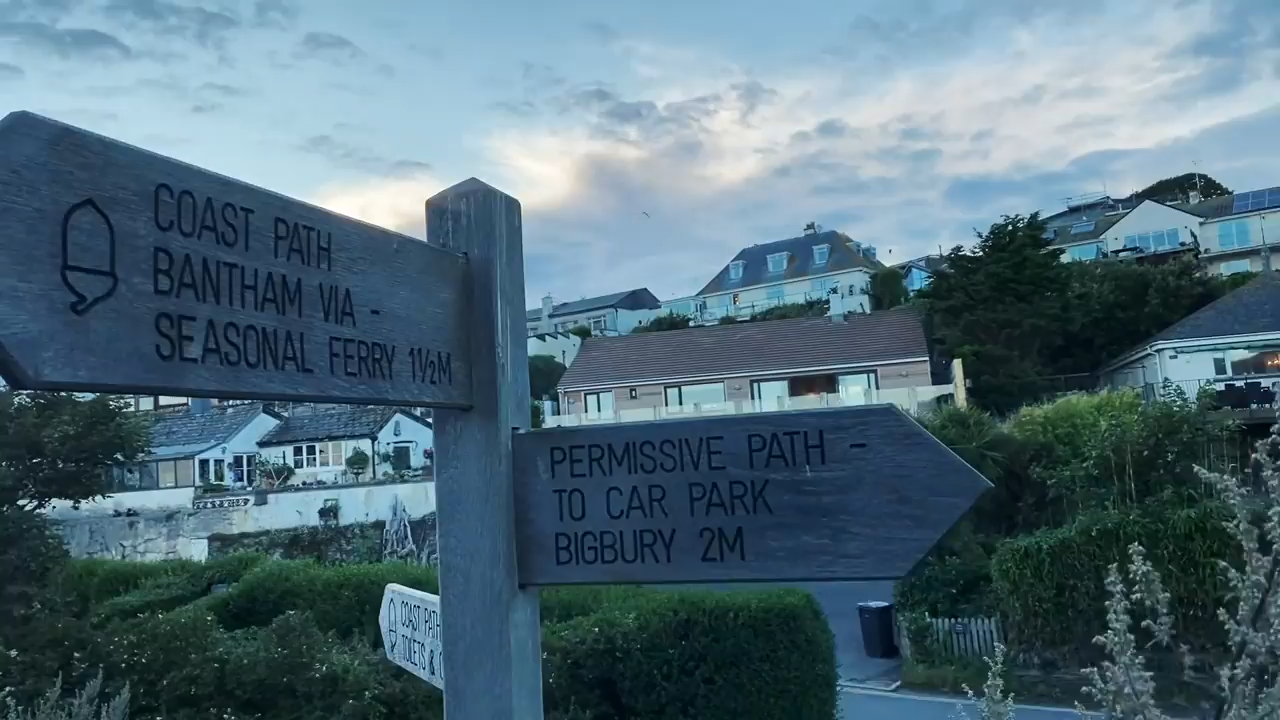 COAST PATH
BANTHAM VIA -
SEASONAL FERRY 1½M
PERMISSIVE PATH -
TO CAR PARK
BIGBURY 2M
COAST PATH
TOILETS &